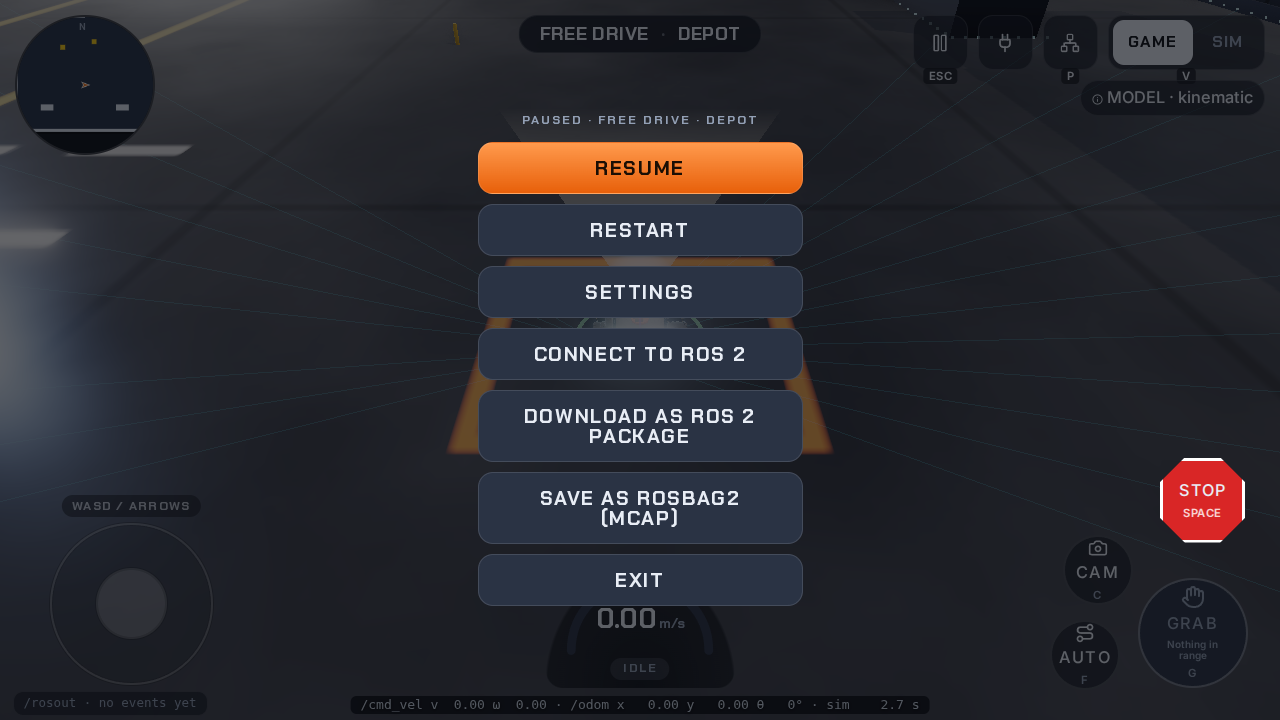 N
FREE DRIVE · DEPOT
ESC
P
GAME
SIM
V
MODEL · kinematic
PAUSED · FREE DRIVE · DEPOT
RESUME
RESTART
SETTINGS
CONNECT TO ROS 2
DOWNLOAD AS ROS 2
PACKAGE
SAVE AS ROSBAG2
(MCAP)
EXIT
WASD / ARROWS
STOP
SPACE
CAM
C
GRAB
Nothing in
range
G
AUTO
F
0.00 m/s
IDLE
/rosout · no events yet
/cmd_vel v 0.00 ω 0.00 · /odom x 0.00 y 0.00 θ 0° · sim 2.7 s